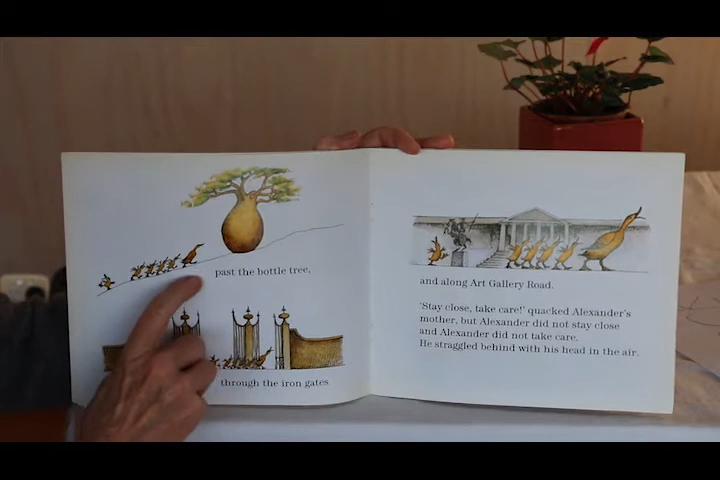 past the bottle tree,
through the iron gates
and along Art Gallery Road.
'Stay close, take care!' quacked Alexander's
mother, but Alexander did not stay close
and Alexander did not take care.
He straggled behind with his head in the air.